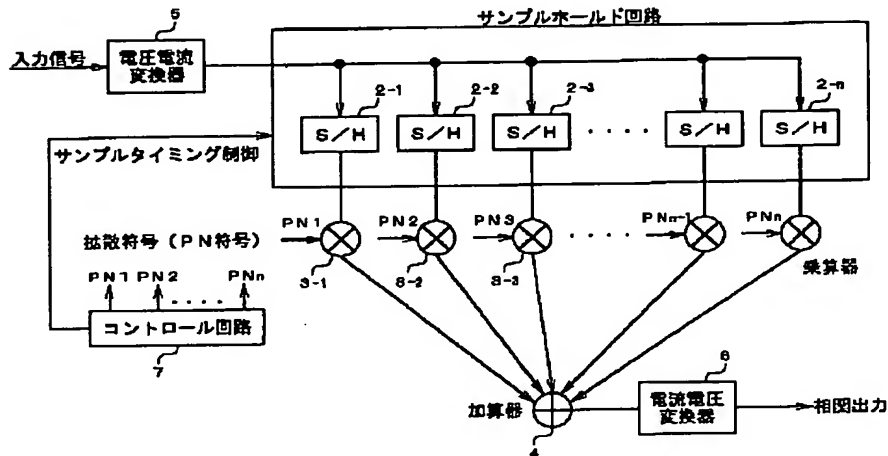 サンプルホールド回路
5
入力信号
電圧電流
変換器
2-1
2-2
2-3
2-n
S/H
S/H
S/H
・・・・
S/H
S/H
サンプルタイミング制御
拡散符号(PN符号)
PN1
PN2
PN3
・・・・
PNn-1
PNn
3-1
3-2
3-3
乗算器
PN1
PN2
・・・・
PNn
コントロール回路
7
加算器
4
6
電流電圧
変換器
相関出力